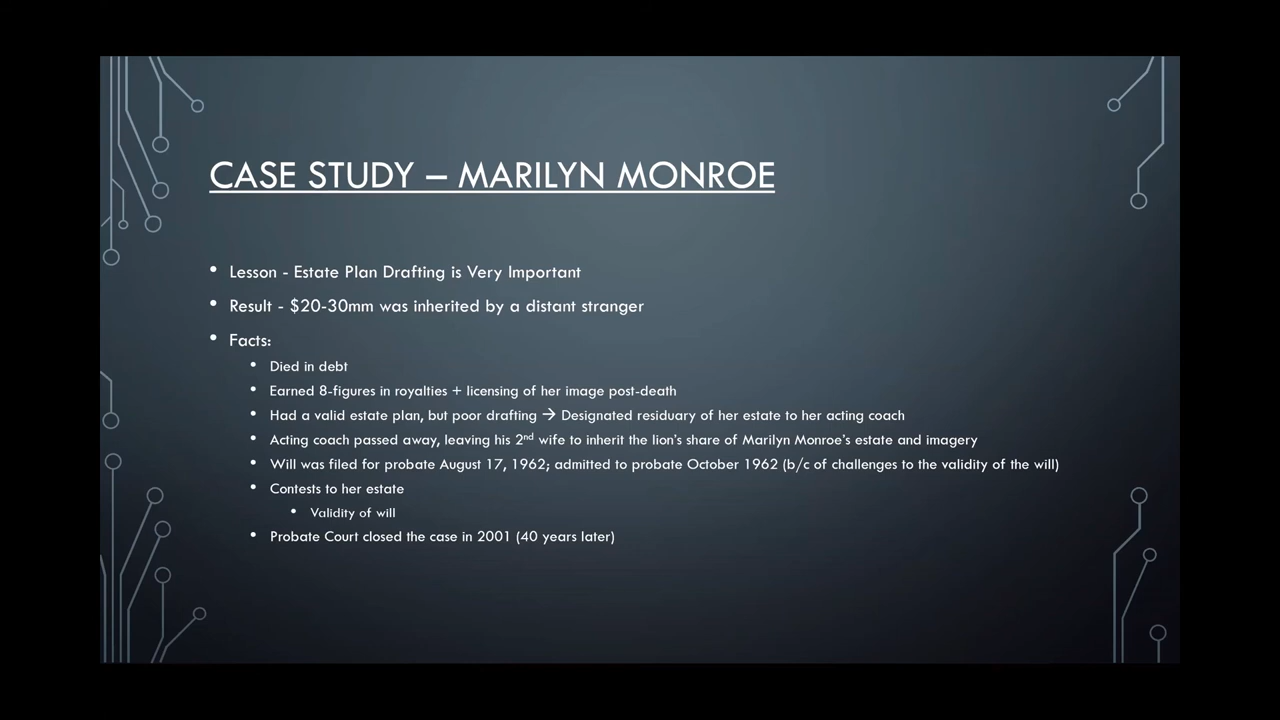 CASE STUDY – MARILYN MONROE
• Lesson - Estate Plan Drafting is Very Important
• Result - $20-30mm was inherited by a distant stranger
• Facts:
• Died in debt
• Earned 8-figures in royalties + licensing of her image post-death
• Had a valid estate plan, but poor drafting → Designated residuary of her estate to her acting coach
• Acting coach passed away, leaving his 2nd wife to inherit the lion's share of Marilyn Monroe's estate and imagery
• Will was filed for probate August 17, 1962; admitted to probate October 1962 (b/c of challenges to the validity of the will)
• Contests to her estate
• Validity of will
• Probate Court closed the case in 2001 (40 years later)